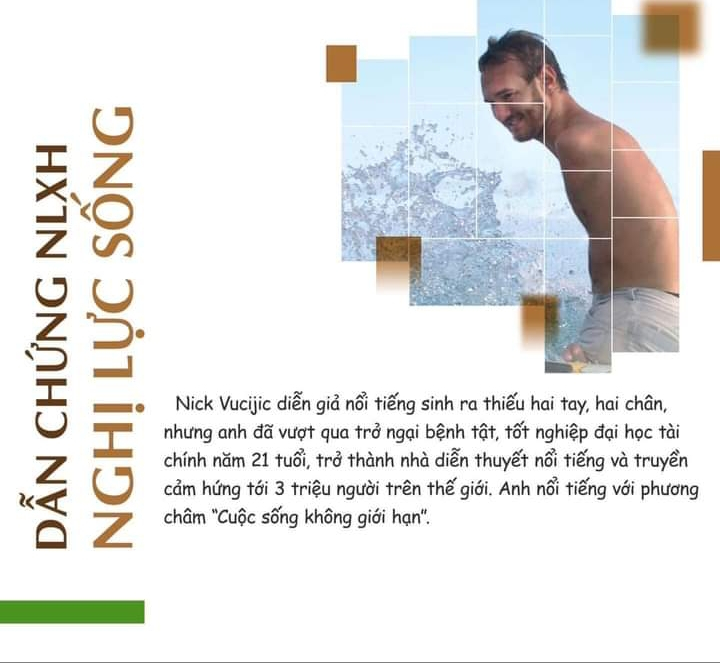 DẪN CHỨNG NLXH
NGHỊ LỰC SỐNG
Nick Vucijic diễn giả nổi tiếng sinh ra thiếu hai tay, hai chân,
nhưng anh đã vượt qua trở ngại bệnh tật, tốt nghiệp đại học tài
chính năm 21 tuổi, trở thành nhà diễn thuyết nổi tiếng và truyền
cảm hứng tới 3 triệu người trên thế giới. Anh nổi tiếng với phương
châm “Cuộc sống không giới hạn”.